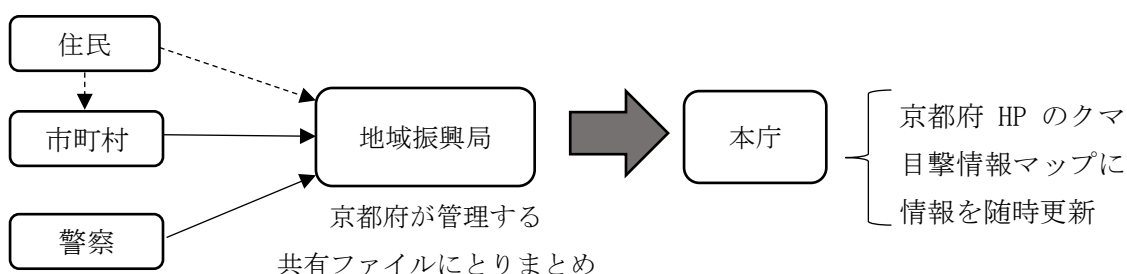 住民
市町村
警察
地域振興局
京都府が管理する
共有ファイルにとりまとめ
本庁
京都府 HP のクマ
目撃情報マップに
情報を随時更新